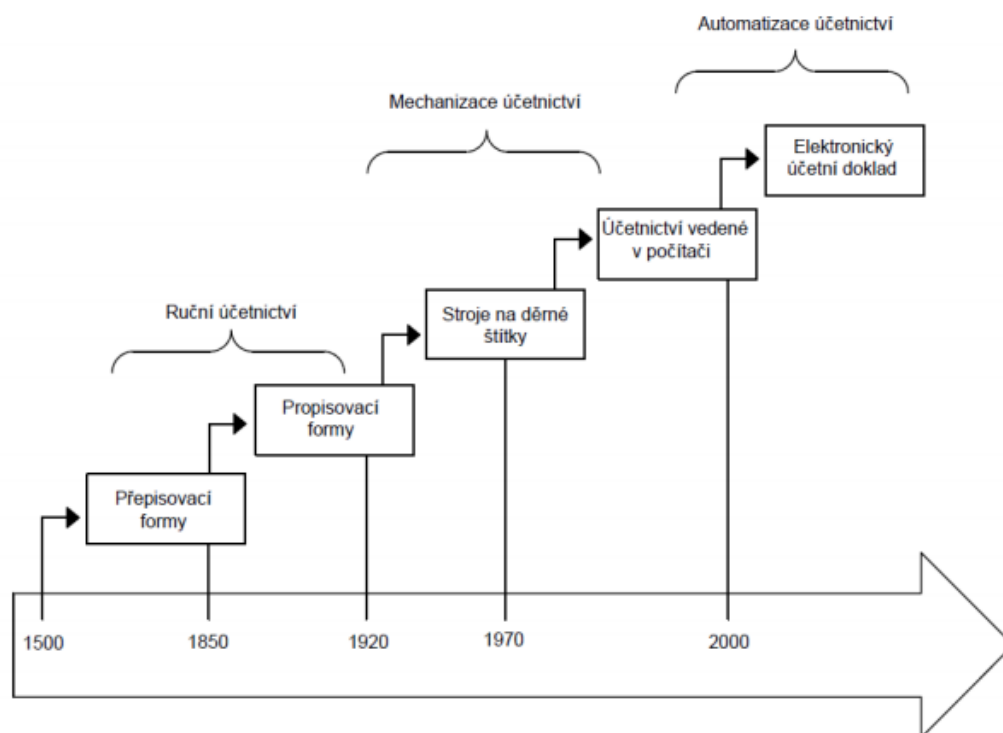 Automatizace účetnictví
Mechanizace účetnictví
Elektronický
účetní doklad
Účetnictví vedené
v počítači
Ruční účetnictví
Stroje na děrné
štítky
Propisovací
formy
Přepisovací
formy
1500
1850
1920
1970
2000